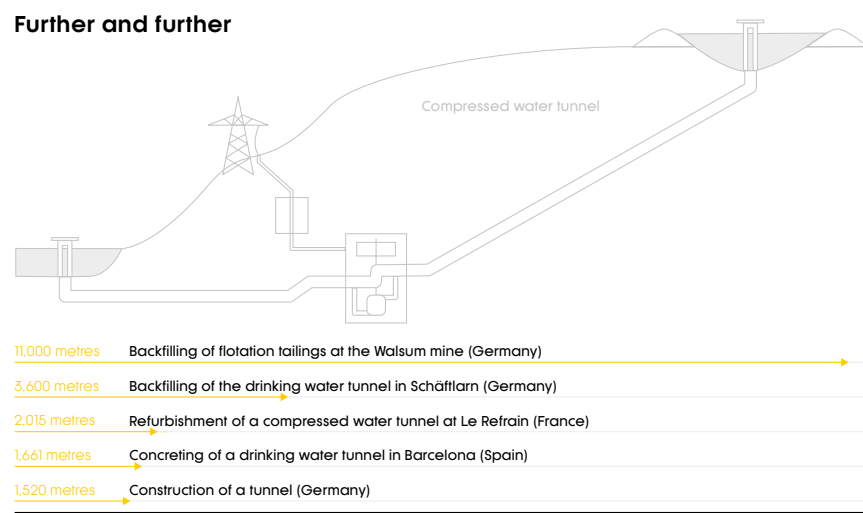 Further and further
Compressed water tunnel
11,000 metres Backfilling of flotation tailings at the Walsum mine (Germany)
3,600 metres Backfilling of the drinking water tunnel in Schäftlarn (Germany)
2,015 metres Refurbishment of a compressed water tunnel at Le Refrain (France)
1,661 metres Concreting of a drinking water tunnel in Barcelona (Spain)
1,520 metres Construction of a tunnel (Germany)